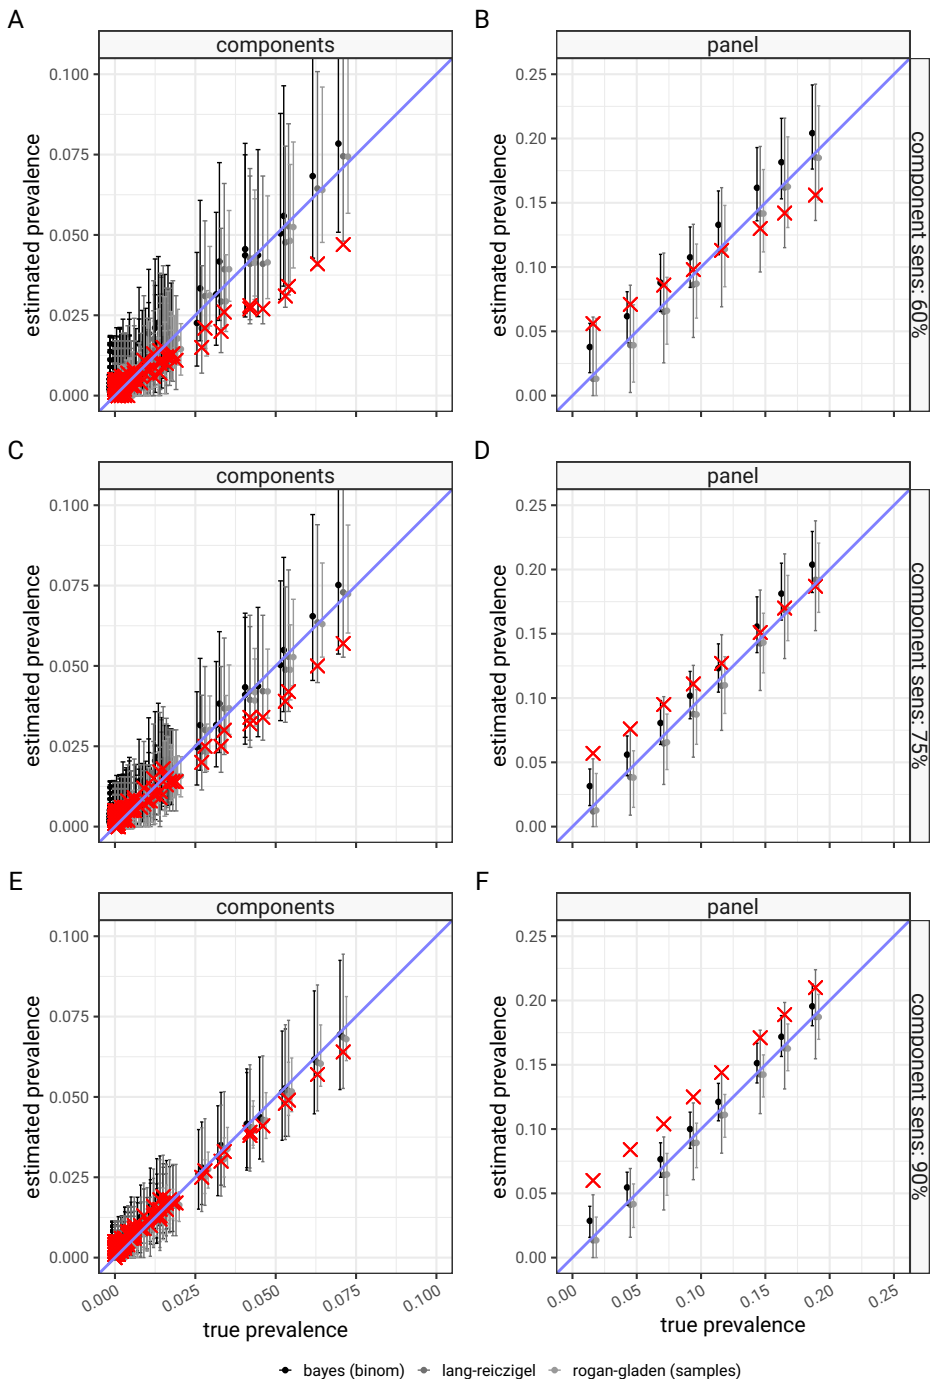 A
B
components
panel
0.100
0.075
0.050
0.025
0.000
estimated prevalence
0.25
0.20
0.15
0.10
0.05
0.00
estimated prevalence
component sens: 60%
C
D
components
panel
0.100
0.075
0.050
0.025
0.000
estimated prevalence
0.25
0.20
0.15
0.10
0.05
0.00
estimated prevalence
component sens: 75%
E
F
components
panel
0.100
0.075
0.050
0.025
0.000
estimated prevalence
0.25
0.20
0.15
0.10
0.05
0.00
estimated prevalence
component sens: 90%
0.000 0.025 0.050 0.075 0.100
true prevalence
0.00 0.05 0.10 0.15 0.20 0.25
true prevalence
bayes (binom) lang-reiczigel rogan-gladen (samples)